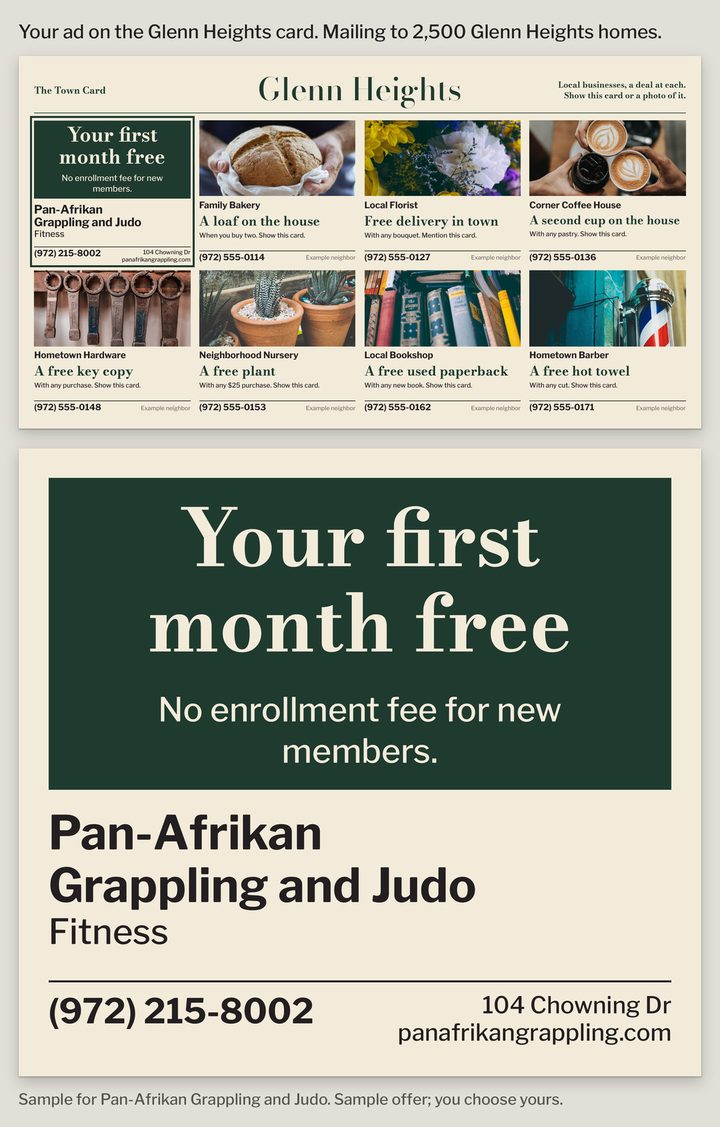 Your ad on the Glenn Heights card. Mailing to 2,500 Glenn Heights homes.
The Town Card
Glenn Heights
Local businesses, a deal at each.
Show this card or a photo of it.
Your first
month free
No enrollment fee for new
members.
Pan-Afrikan
Grappling and Judo
Fitness
(972) 215-8002
104 Chowning Dr
panafrikangrappling.com
Family Bakery
A loaf on the house
When you buy two. Show this card.
(972) 555-0114
Example neighbor
Local Florist
Free delivery in town
With any bouquet. Mention this card.
(972) 555-0127
Example neighbor
Corner Coffee House
A second cup on the house
With any pastry. Show this card.
(972) 555-0136
Example neighbor
Hometown Hardware
A free key copy
With any purchase. Show this card.
(972) 555-0148
Example neighbor
Neighborhood Nursery
A free plant
With any $25 purchase. Show this card.
(972) 555-0153
Example neighbor
Local Bookshop
A free used paperback
With any new book. Show this card.
(972) 555-0162
Example neighbor
Hometown Barber
A free hot towel
With any cut. Show this card.
(972) 555-0171
Example neighbor
Your first
month free
No enrollment fee for new
members.
Pan-Afrikan
Grappling and Judo
Fitness
(972) 215-8002
104 Chowning Dr
panafrikangrappling.com
Sample for Pan-Afrikan Grappling and Judo. Sample offer; you choose yours.